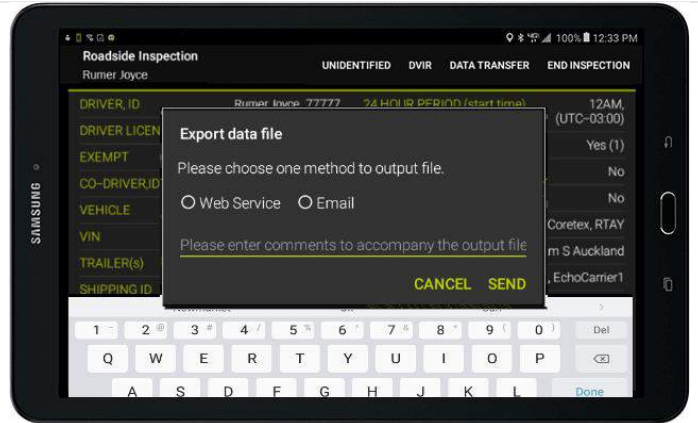 100% 12:33 PM
Roadside Inspection
Rumer Joyce
UNIDENTIFIED DVIR DATA TRANSFER END INSPECTION
DRIVER, ID Rumer Joyce, 77777 24 HOUR PERIOD (start time) 12AM,
(UTC-03:00)
DRIVER LICEN
Yes (1)
EXEMPT
No
CO-DRIVER,ID
No
VEHICLE
Coretex, RTAY
VIN
m S Auckland
TRAILER(s)
, EchoCarrier1
SHIPPING ID
Export data file
Please choose one method to output file.
Web Service Email
Please enter comments to accompany the output file
CANCEL SEND
SAMSUNG
1 - 2 @ 3 # 4 / 5 % 6 ^ 7 & 8 * 9 ( 0 ) Del
Q W E R T Y U I O P
A S D F G H J K L Done